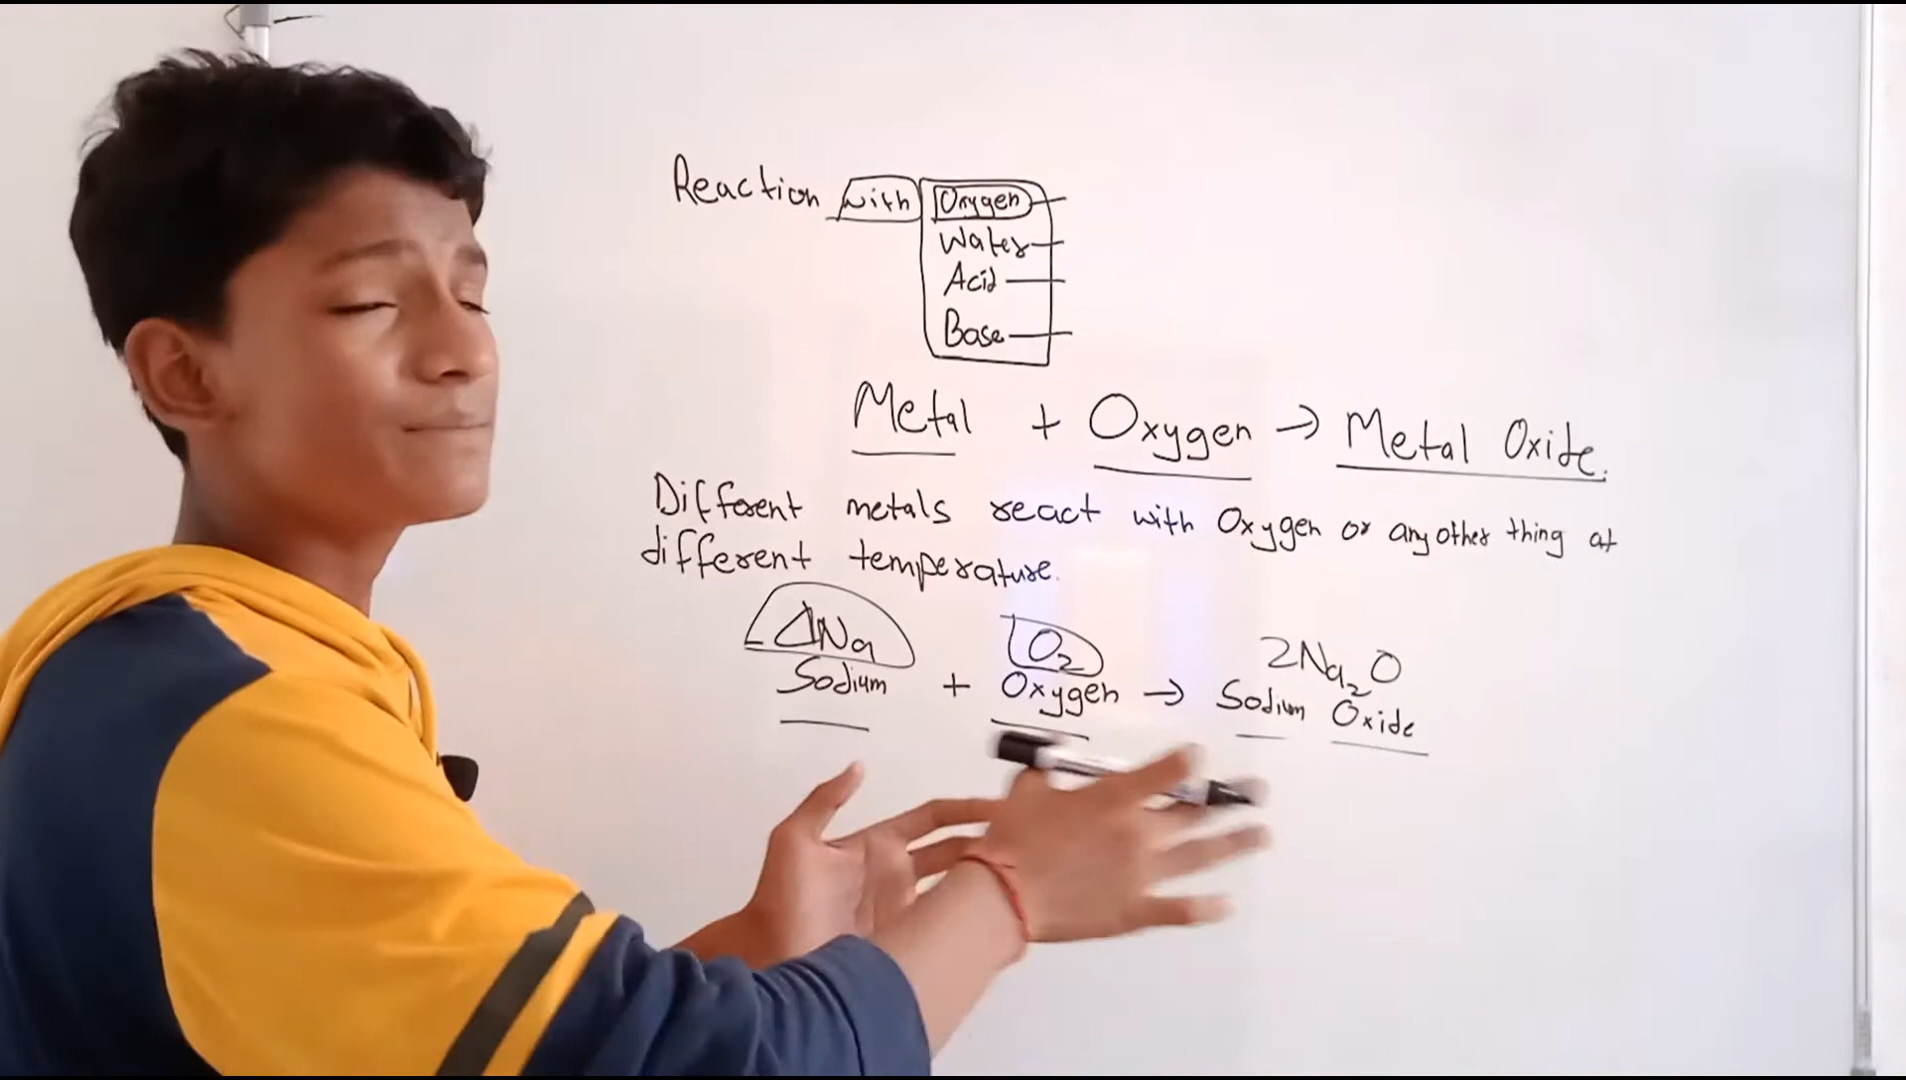 Reaction with Oxygen
Water
Acid
Base
Metal + Oxygen → Metal Oxide.
Different metals react with Oxygen or any other thing at
different temperature.
4Na O2 2Na2O
Sodium + Oxygen → Sodium Oxide